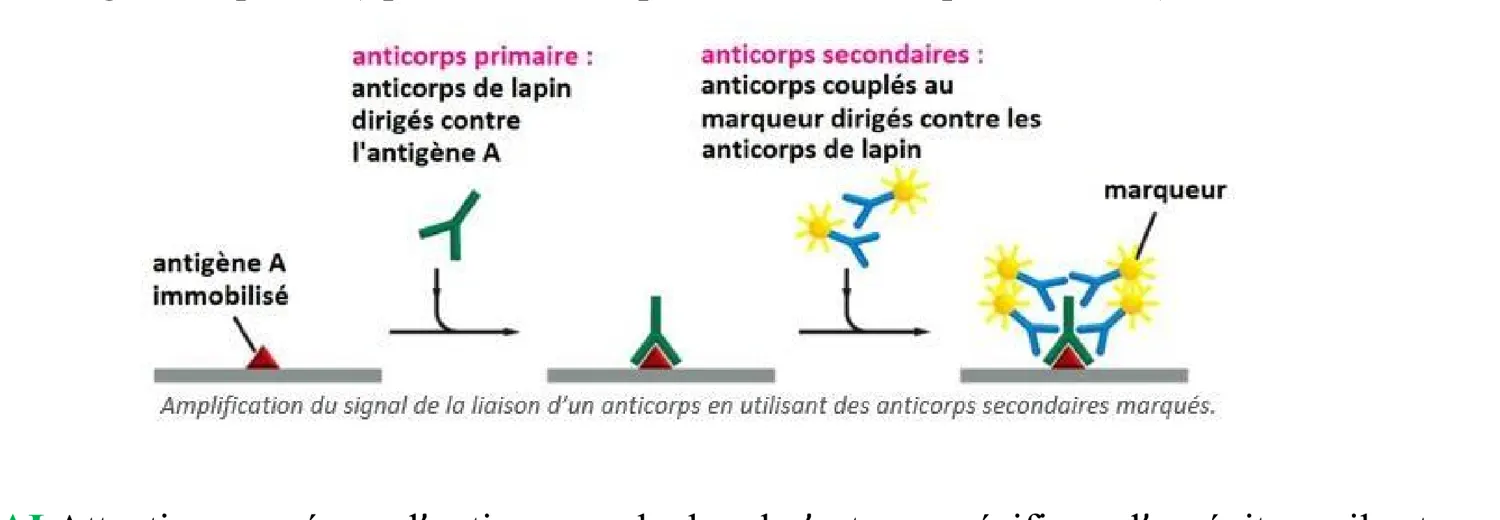 anticorps primaire :
anticorps de lapin
dirigés contre
l'antigène A
anticorps secondaires :
anticorps couplés au
marqueur dirigés contre les
anticorps de lapin
marqueur
antigène A
immobilisé
Amplification du signal de la liaison d'un anticorps en utilisant des anticorps secondaires marqués.